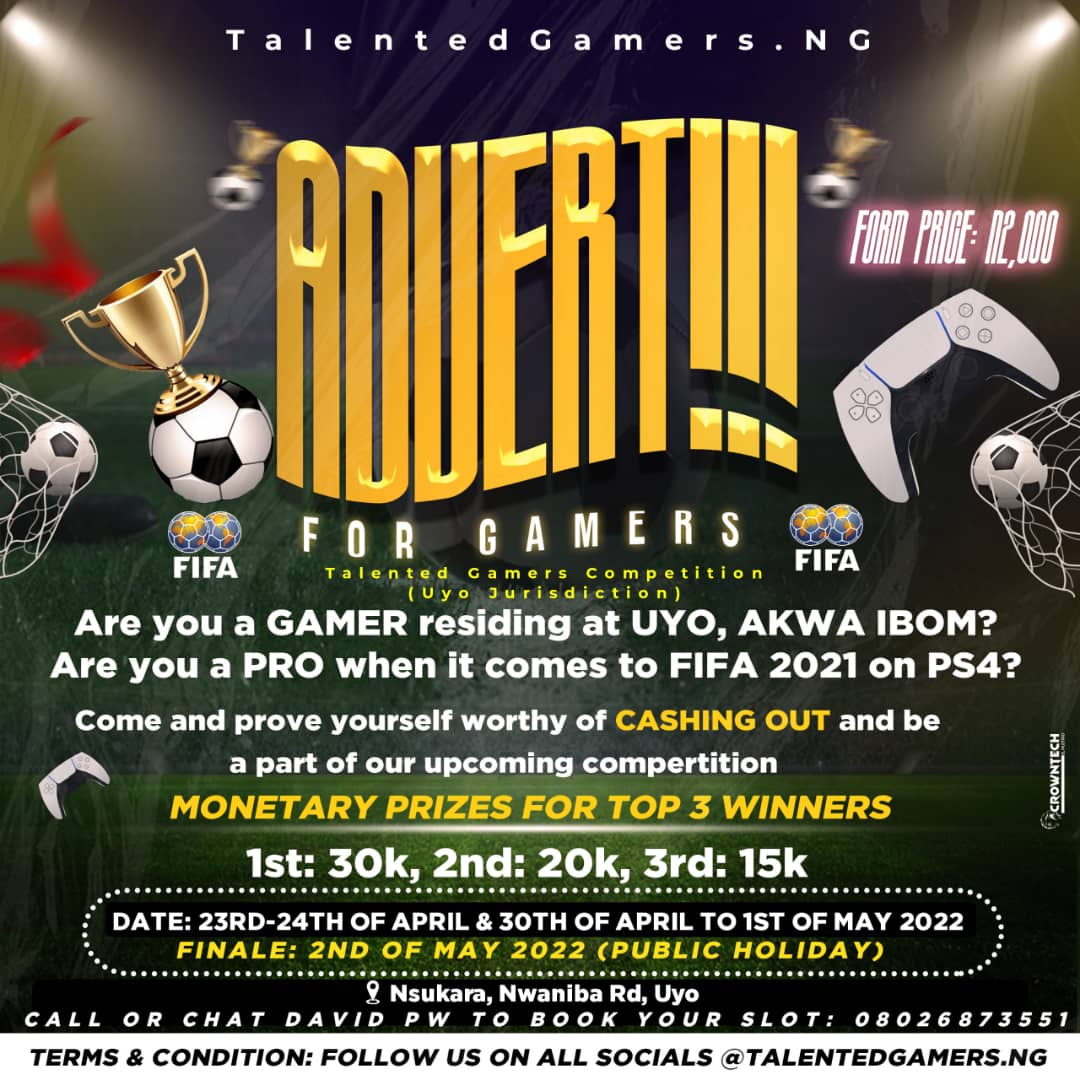 TalentedGamers.NG
ADVERT!!!
FORM PRICE: N2,000
FIFA
FOR GAMERS
FIFA
Talented Gamers Competition
(Uyo Jurisdiction)
Are you a GAMER residing at UYO, AKWA IBOM?
Are you a PRO when it comes to FIFA 2021 on PS4?
Come and prove yourself worthy of CASHING OUT and be
a part of our upcoming compertition
CROWNTECH
MONETARY PRIZES FOR TOP 3 WINNERS
1st: 30k, 2nd: 20k, 3rd: 15k
DATE: 23RD-24TH OF APRIL & 30TH OF APRIL TO 1ST OF MAY 2022
FINALE: 2ND OF MAY 2022 (PUBLIC HOLIDAY)
Nsukara, Nwaniba Rd, Uyo
CALL OR CHAT DAVID PW TO BOOK YOUR SLOT: 08026873551
TERMS & CONDITION: FOLLOW US ON ALL SOCIALS @TALENTEDGAMERS.NG